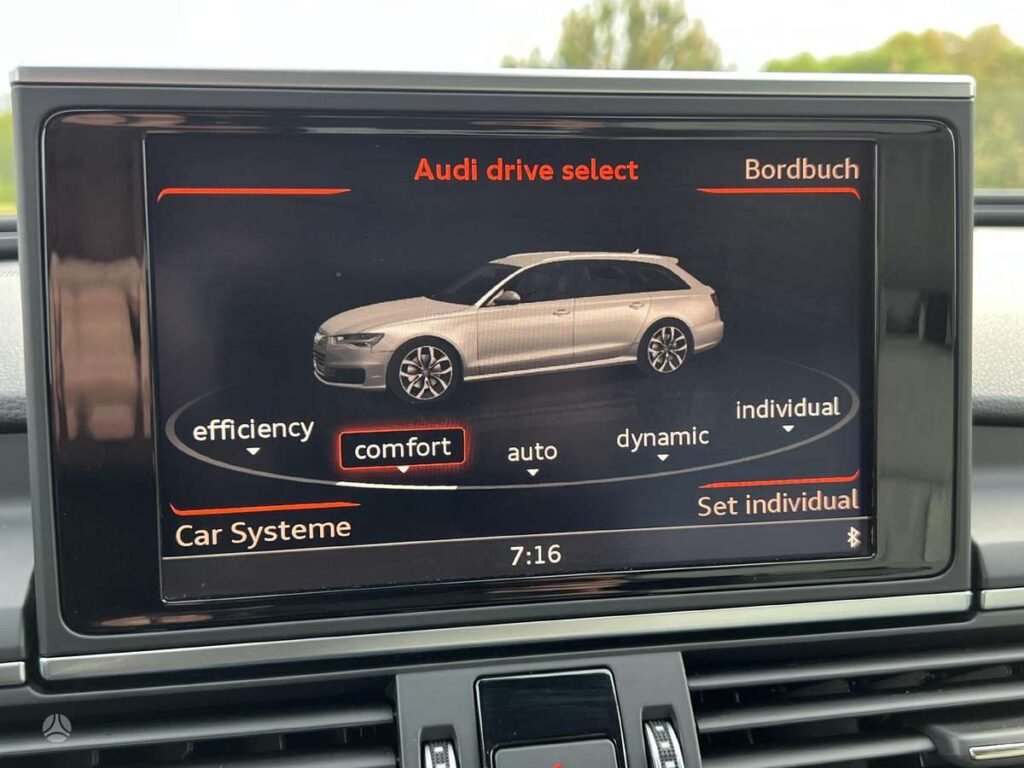 Audi drive select
Bordbuch
efficiency
comfort
auto
dynamic
individual
Car Systeme
Set individual
7:16